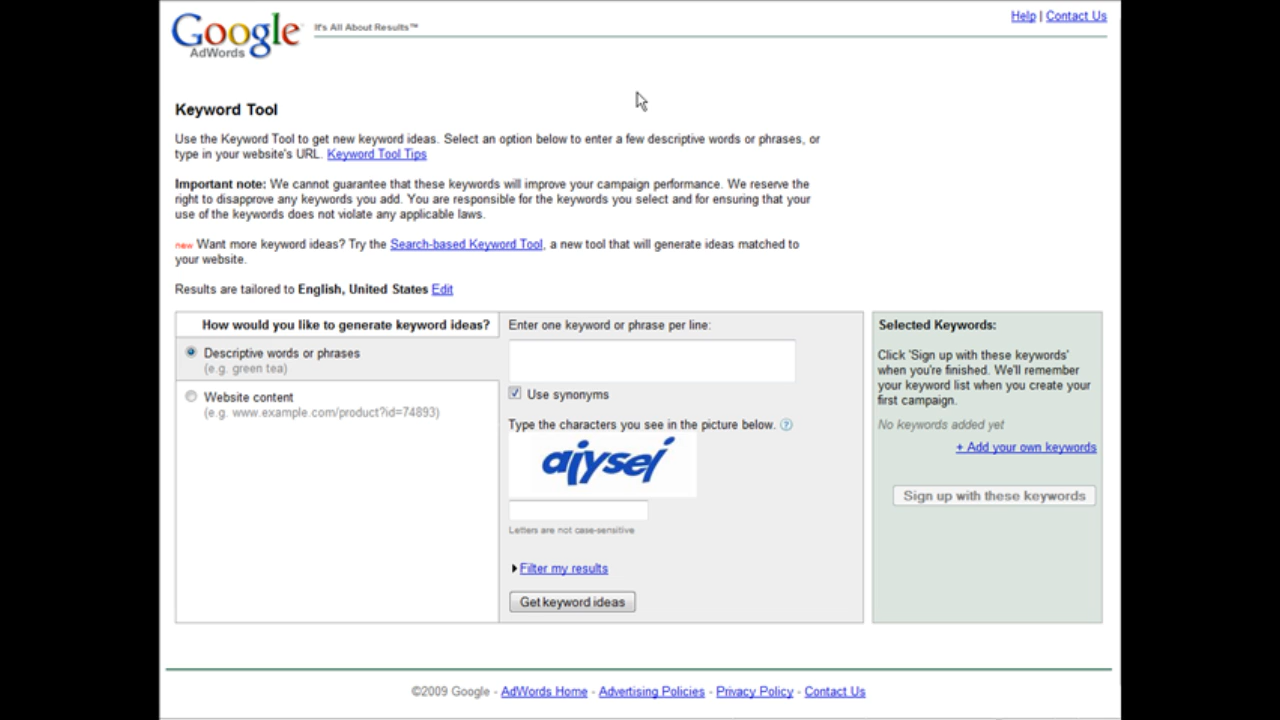 Google
AdWords
It's All About Results™
Help | Contact Us
Keyword Tool
Use the Keyword Tool to get new keyword ideas. Select an option below to enter a few descriptive words or phrases, or
type in your website's URL. Keyword Tool Tips
Important note: We cannot guarantee that these keywords will improve your campaign performance. We reserve the
right to disapprove any keywords you add. You are responsible for the keywords you select and for ensuring that your
use of the keywords does not violate any applicable laws.
new Want more keyword ideas? Try the Search-based Keyword Tool, a new tool that will generate ideas matched to
your website.
Results are tailored to English, United States Edit
How would you like to generate keyword ideas?
Descriptive words or phrases
(e.g. green tea)
Website content
(e.g. www.example.com/product?id=74893)
Enter one keyword or phrase per line:
Use synonyms
Type the characters you see in the picture below. ?
Letters are not case-sensitive
Filter my results
Get keyword ideas
Selected Keywords:
Click 'Sign up with these keywords'
when you're finished. We'll remember
your keyword list when you create your
first campaign.
No keywords added yet
+ Add your own keywords
Sign up with these keywords
©2009 Google - AdWords Home - Advertising Policies - Privacy Policy - Contact Us